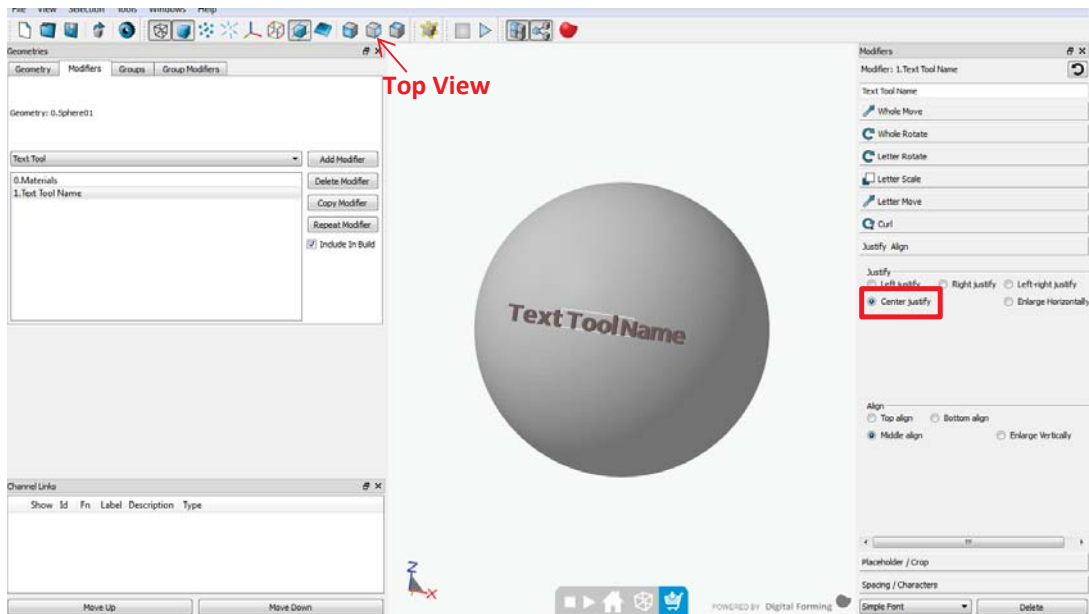 File View Selection Tools Windows Help
Geometries
Geometry Modifiers Groups Group Modifiers
Geometry: 0.Sphere01
Text Tool Add Modifier
0.Materials
1.Text Tool Name
Delete Modifier
Copy Modifier
Repeat Modifier
Include In Build
Top View
Text Tool Name
Channel Links
Show Id Fn Label Description Type
Move Up Move Down
Z
X
POWERED BY Digital Forming
Modifiers
Modifier: 1.Text Tool Name
Text Tool Name
Whole Move
Whole Rotate
Letter Rotate
Letter Scale
Letter Move
Curl
Justify Align
Justify
Left justify Right justify Left-right justify
Center justify Enlarge Horizontally
Align
Top align Bottom align
Middle align Enlarge Vertically
Placeholder / Crop
Spacing / Characters
Simple Font Delete